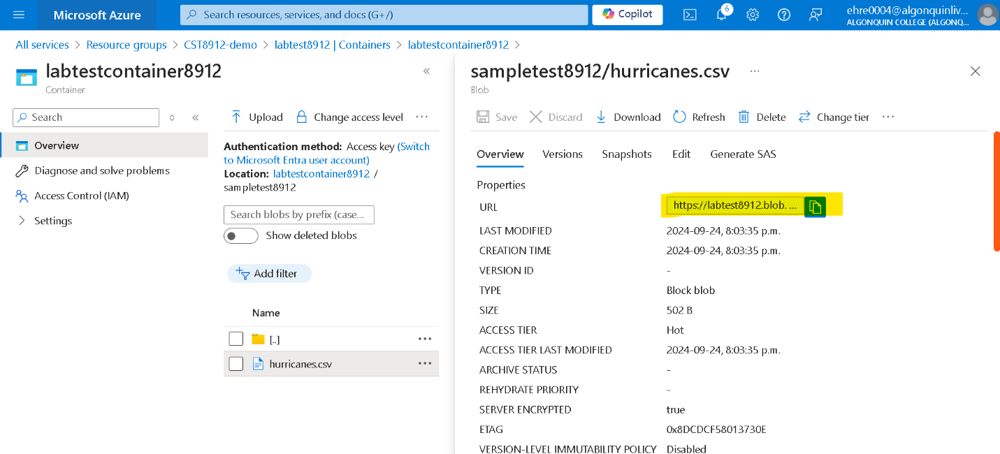 Microsoft Azure
Search resources, services, and docs (G+/)
Copilot
6
ehre0004@algonquinliv...
ALGONQUIN COLLEGE (ALGONQ...
All services > Resource groups > CST8912-demo > labtest8912 | Containers > labtestcontainer8912 >
labtestcontainer8912
Container
Search
Overview
Diagnose and solve problems
Access Control (IAM)
Settings
Upload
Change access level
Authentication method: Access key (Switch
to Microsoft Entra user account)
Location: labtestcontainer8912 /
sampletest8912
Search blobs by prefix (case...
Show deleted blobs
Add filter
Name
[..]
hurricanes.csv
sampletest8912/hurricanes.csv
Blob
Save Discard Download Refresh Delete Change tier
Overview Versions Snapshots Edit Generate SAS
Properties
URL https://labtest8912.blob. ...
LAST MODIFIED 2024-09-24, 8:03:35 p.m.
CREATION TIME 2024-09-24, 8:03:35 p.m.
VERSION ID -
TYPE Block blob
SIZE 502 B
ACCESS TIER Hot
ACCESS TIER LAST MODIFIED 2024-09-24, 8:03:35 p.m.
ARCHIVE STATUS -
REHYDRATE PRIORITY -
SERVER ENCRYPTED true
ETAG 0x8DCDCF58013730E
VERSION-LEVEL IMMUTABILITY POLICY Disabled